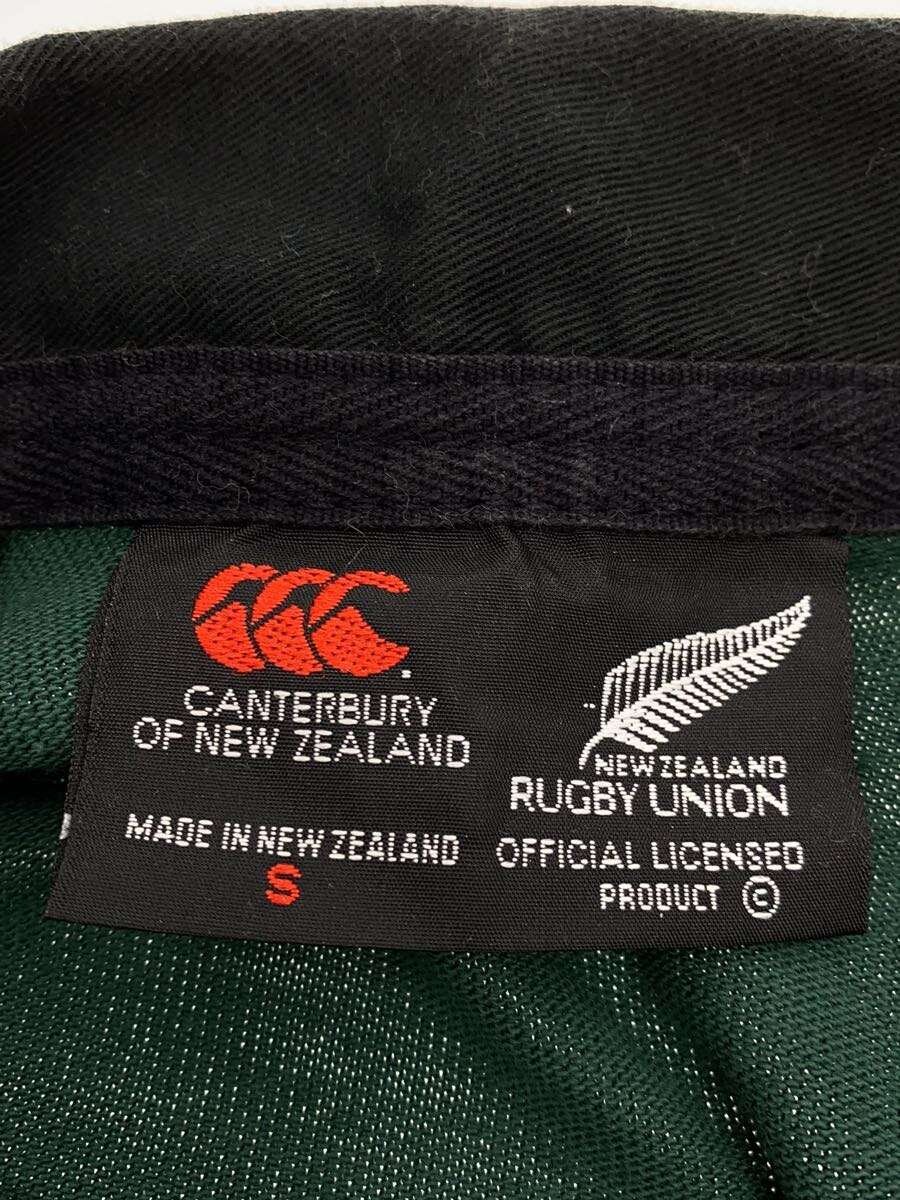 CANTERBURY
OF NEW ZEALAND
MADE IN NEW ZEALAND
S
NEW ZEALAND
RUGBY UNION
OFFICIAL LICENSED
PRODUCT ©